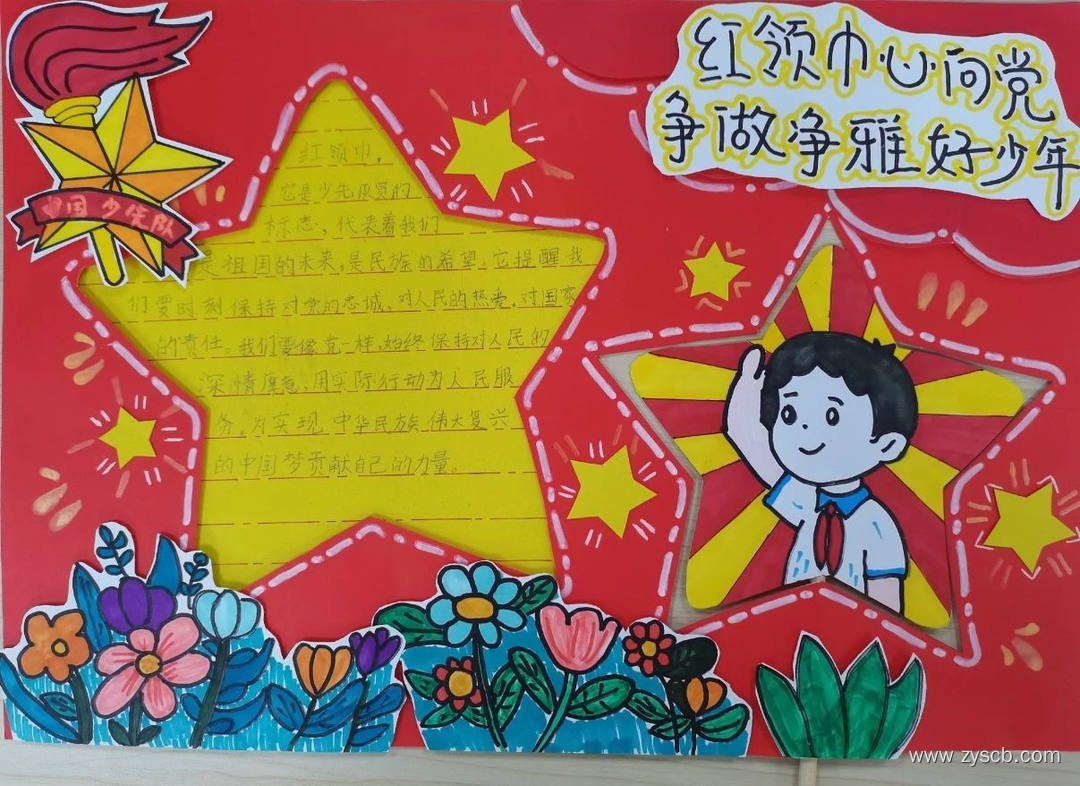 红领巾心向党
争做净雅好少年
中国少年队
红领巾,
它是少先队员的
标志,代表着我们
是祖国的未来,是民族的希望。它提醒我
们要时刻保持对党的忠诚、对人民的热爱、对国家
的责任。我们要像党一样,始终保持对人民的
深情厚意,用实际行动为人民服
务,为实现中华民族伟大复兴
的中国梦贡献自己的力量。
www.zyscb.com